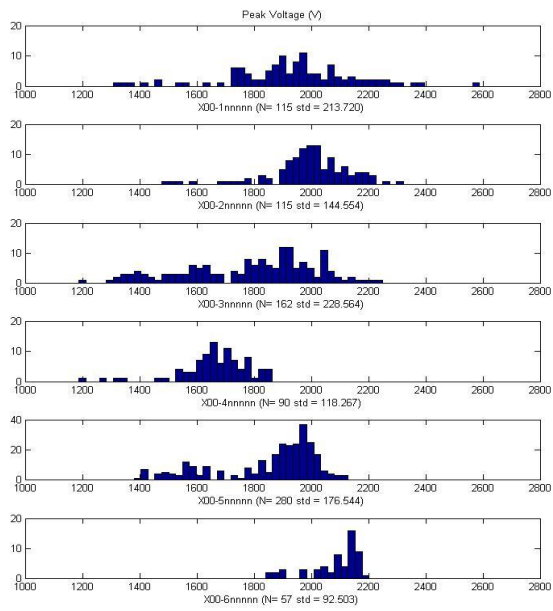 Peak Voltage (V)
20
10
0
1000 1200 1400 1600 1800 2000 2200 2400 2600 2800
X00-1nnnnn (N= 115 std = 213.720)
20
10
0
1000 1200 1400 1600 1800 2000 2200 2400 2600 2800
X00-2nnnnn (N= 115 std = 144.554)
20
10
0
1000 1200 1400 1600 1800 2000 2200 2400 2600 2800
X00-3nnnnn (N= 162 std = 228.564)
20
10
0
1000 1200 1400 1600 1800 2000 2200 2400 2600 2800
X00-4nnnnn (N= 90 std = 118.267)
40
20
0
1000 1200 1400 1600 1800 2000 2200 2400 2600 2800
X00-5nnnnn (N= 280 std = 176.544)
20
10
0
1000 1200 1400 1600 1800 2000 2200 2400 2600 2800
X00-6nnnnn (N= 57 std = 92.503)